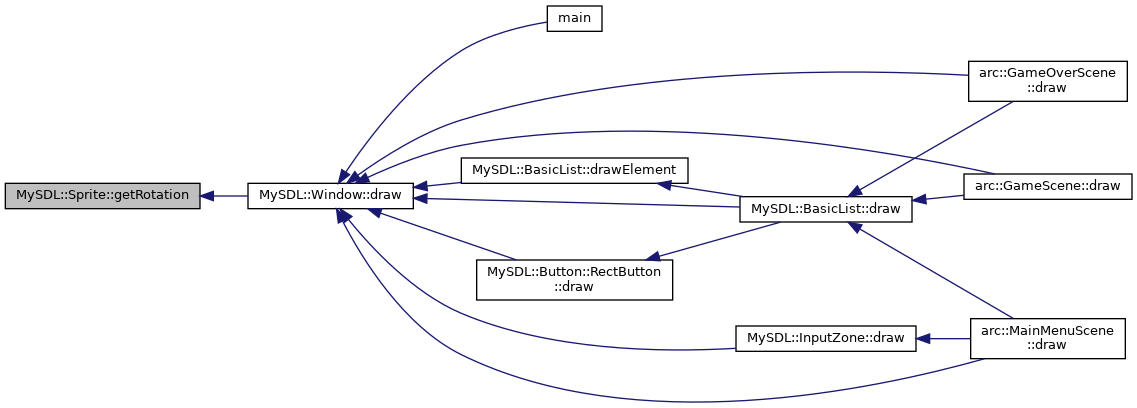 main
arc::GameOverScene
::draw
MySDL::BasicList::drawElement
arc::GameScene::draw
MySDL::Sprite::getRotation
MySDL::Window::draw
MySDL::BasicList::draw
MySDL::Button::RectButton
::draw
MySDL::InputZone::draw
arc::MainMenuScene
::draw